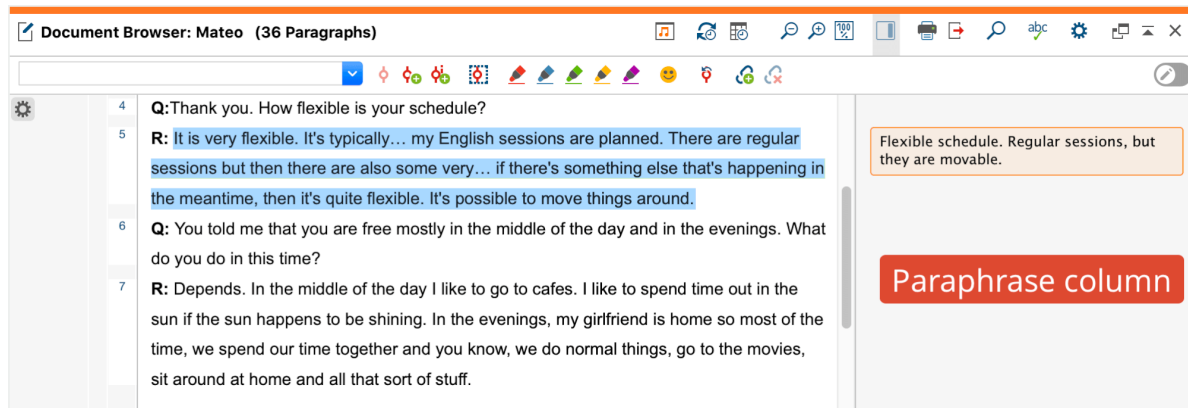 Document Browser: Mateo (36 Paragraphs)
100 %
abc
4 Q:Thank you. How flexible is your schedule?
5 R: It is very flexible. It's typically… my English sessions are planned. There are regular
sessions but then there are also some very… if there's something else that's happening in
the meantime, then it's quite flexible. It's possible to move things around.
6 Q: You told me that you are free mostly in the middle of the day and in the evenings. What
do you do in this time?
7 R: Depends. In the middle of the day I like to go to cafes. I like to spend time out in the
sun if the sun happens to be shining. In the evenings, my girlfriend is home so most of the
time, we spend our time together and you know, we do normal things, go to the movies,
sit around at home and all that sort of stuff.
Flexible schedule. Regular sessions, but
they are movable.
Paraphrase column